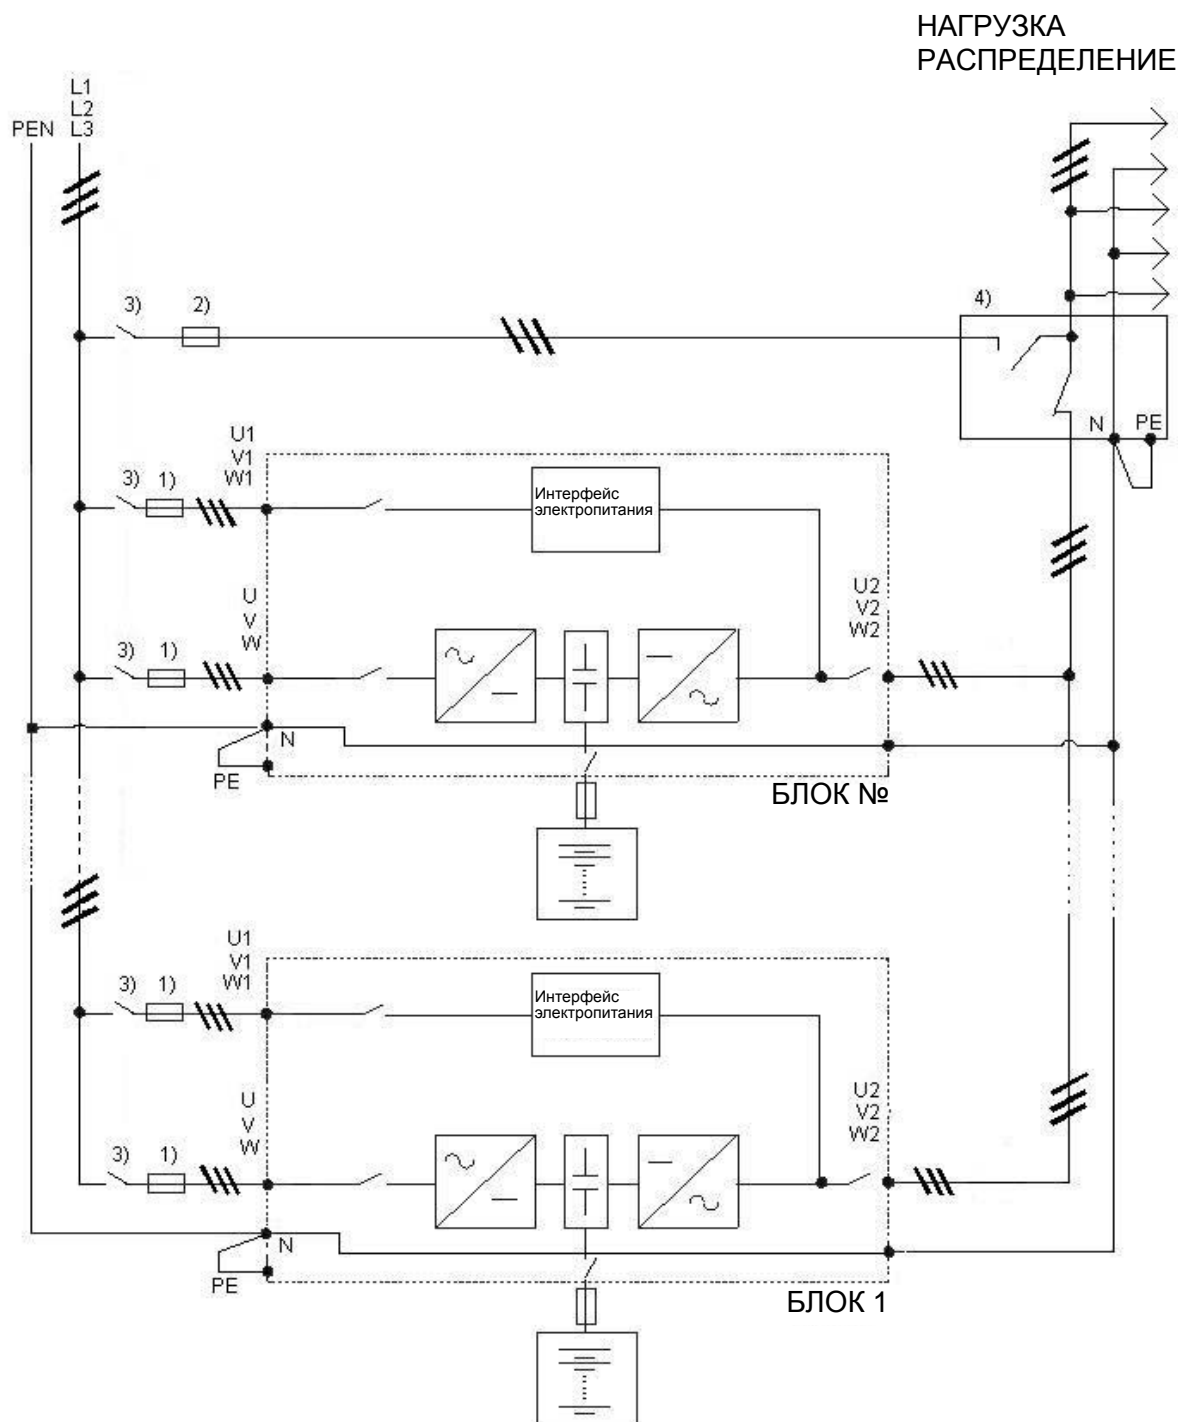 НАГРУЗКА
РАСПРЕДЕЛЕНИЕ
L1
L2
PEN L3
3) 2) 4)
N PE
U1
V1
W1
3) 1)
Интерфейс
электропитания
U
V
W
3) 1)
U2
V2
W2
N
PE
БЛОК №
U1
V1
W1
3) 1)
Интерфейс
электропитания
U
V
W
3) 1)
U2
V2
W2
N
PE
БЛОК 1